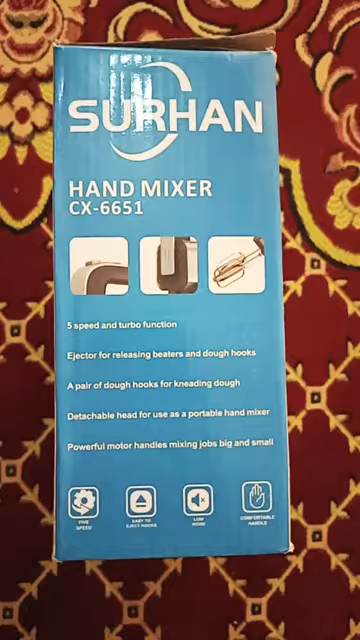 SURHAN
HAND MIXER
CX-6651
5 speed and turbo function
Ejector for releasing beaters and dough hooks
A pair of dough hooks for kneading dough
Detachable head for use as a portable hand mixer
Powerful motor handles mixing jobs big and small
FIVE
SPEED
EASY TO
EJECT HOOKS
LOW
NOISE
COMFORTABLE
HANDLE